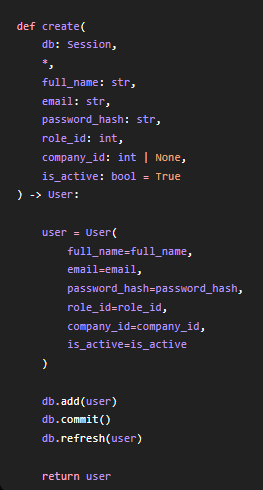 def create(
    db: Session,
    *,
    full_name: str,
    email: str,
    password_hash: str,
    role_id: int,
    company_id: int | None,
    is_active: bool = True
) -> User:

    user = User(
        full_name=full_name,
        email=email,
        password_hash=password_hash,
        role_id=role_id,
        company_id=company_id,
        is_active=is_active
    )

    db.add(user)
    db.commit()
    db.refresh(user)

    return user